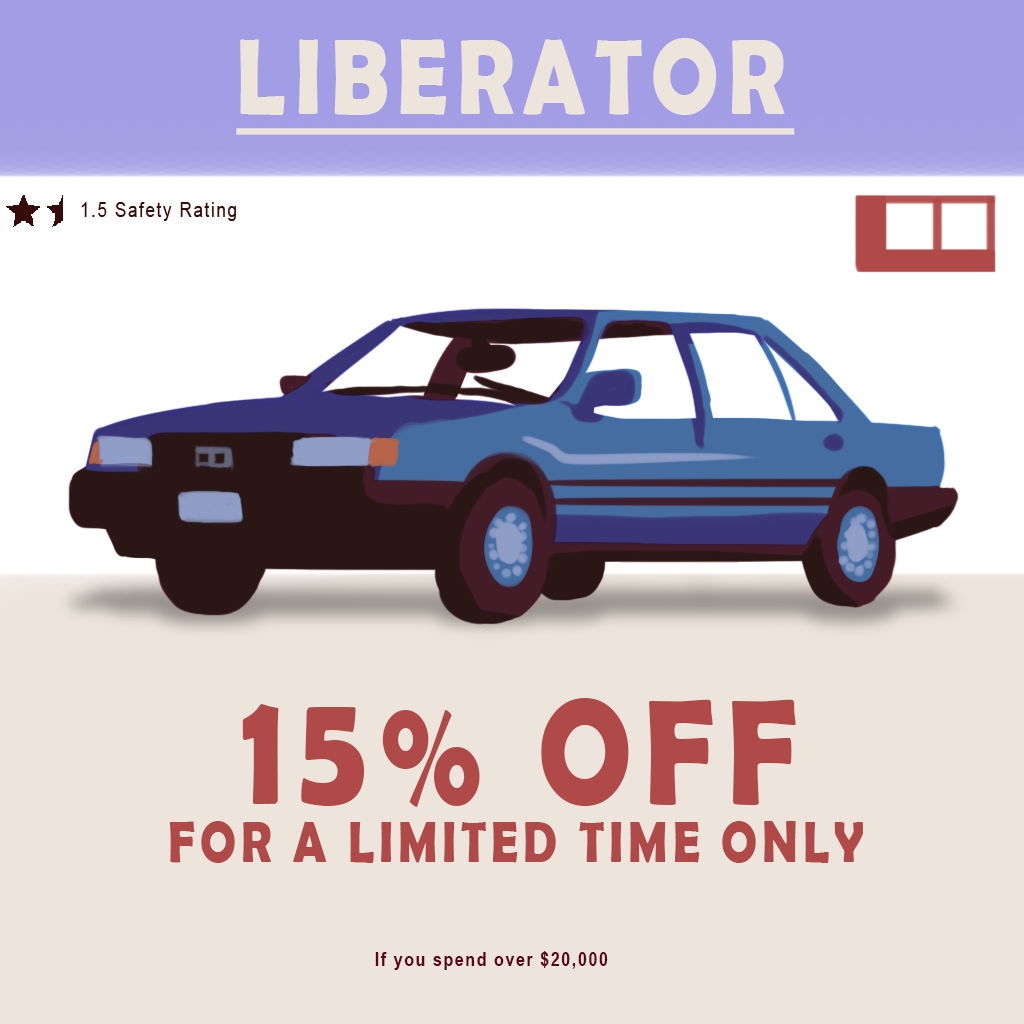 LIBERATOR
1.5 Safety Rating
15% OFF
FOR A LIMITED TIME ONLY
If you spend over $20,000